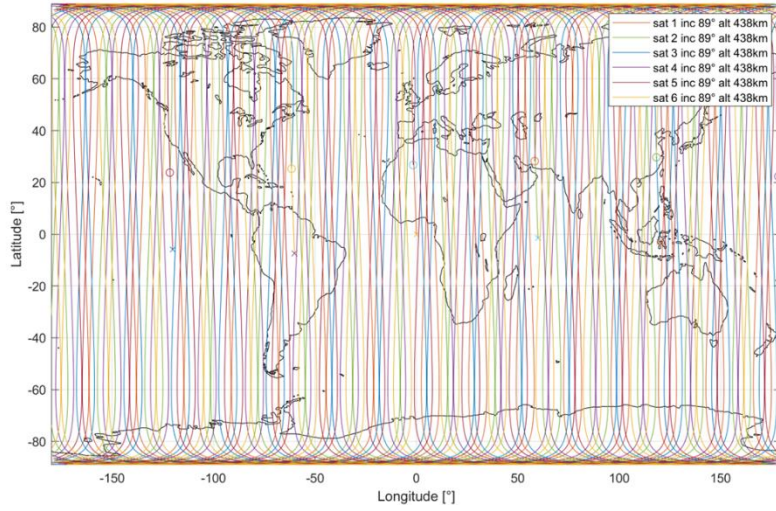 80
60
40
20
0
-20
-40
-60
-80
Latitude [°]
sat 1 inc 89° alt 438km
sat 2 inc 89° alt 438km
sat 3 inc 89° alt 438km
sat 4 inc 89° alt 438km
sat 5 inc 89° alt 438km
sat 6 inc 89° alt 438km
-150 -100 -50 0 50 100 150
Longitude [°]